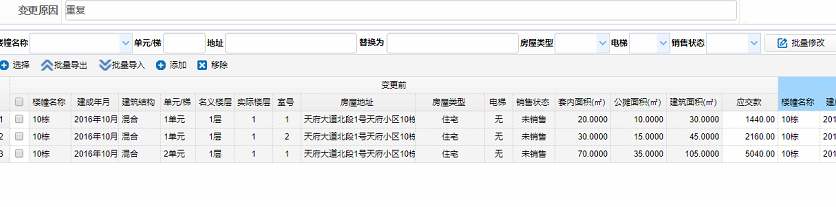 变更原因 重复
楼幢名称 单元/梯 地址 替换为 房屋类型 电梯 销售状态 批量修改
选择 批量导出 批量导入 添加 移除
变更前
楼幢名称 建成年月 建筑结构 单元/梯 名义楼层 实际楼层 室号 房屋地址 房屋类型 电梯 销售状态 套内面积(㎡) 公摊面积(㎡) 建筑面积(㎡) 应交款 楼幢名称 建
1 10栋 2016年10月 混合 1单元 1层 1 1 天府大道北段1号天府小区10栋 住宅 无 未销售 20.0000 10.0000 30.0000 1440.00 10栋 201
2 10栋 2016年10月 混合 1单元 1层 1 2 天府大道北段1号天府小区10栋 住宅 无 未销售 30.0000 15.0000 45.0000 2160.00 10栋 201
3 10栋 2016年10月 混合 2单元 1层 1 1 天府大道北段1号天府小区10栋 住宅 无 未销售 70.0000 35.0000 105.0000 5040.00 10栋 201